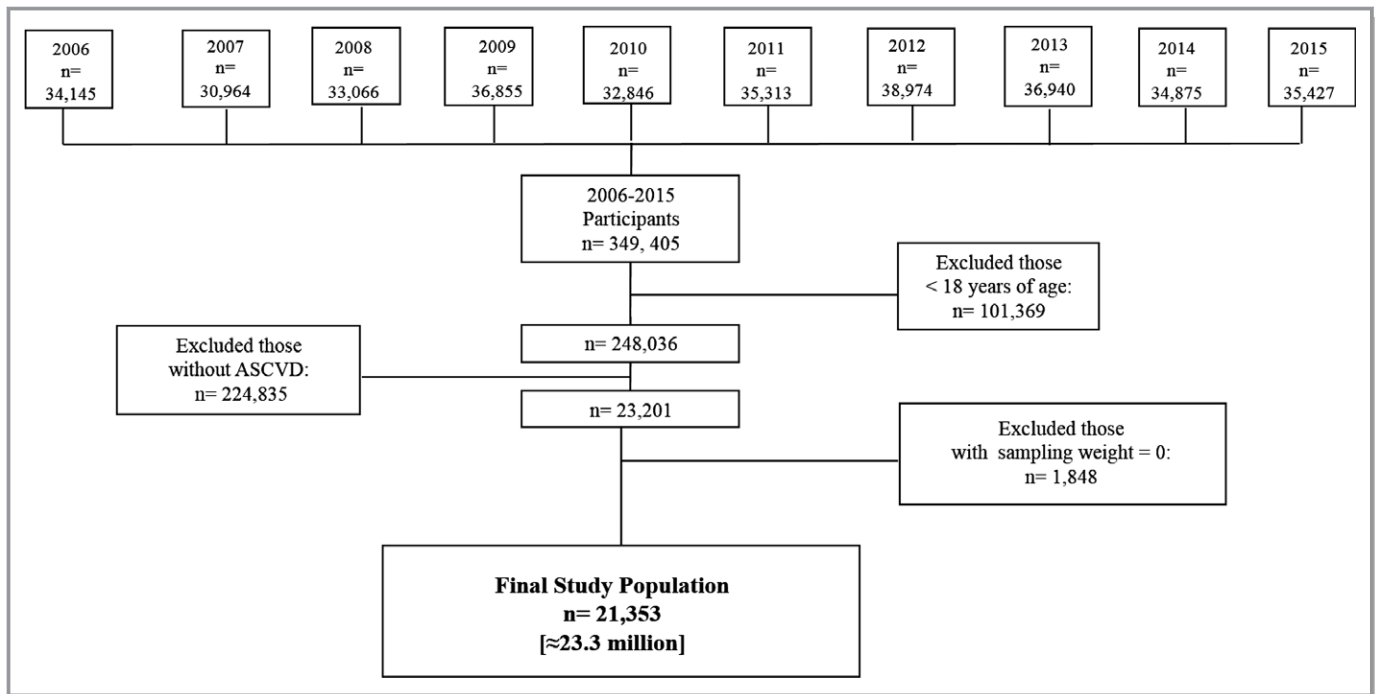 2006
n=
34,145
2007
n=
30,964
2008
n=
33,066
2009
n=
36,855
2010
n=
32,846
2011
n=
35,313
2012
n=
38,974
2013
n=
36,940
2014
n=
34,875
2015
n=
35,427
2006-2015
Participants
n= 349, 405
Excluded those
< 18 years of age:
n= 101,369
n= 248,036
Excluded those
without ASCVD:
n= 224,835
n= 23,201
Excluded those
with sampling weight = 0:
n= 1,848
Final Study Population
n= 21,353
[≈23.3 million]